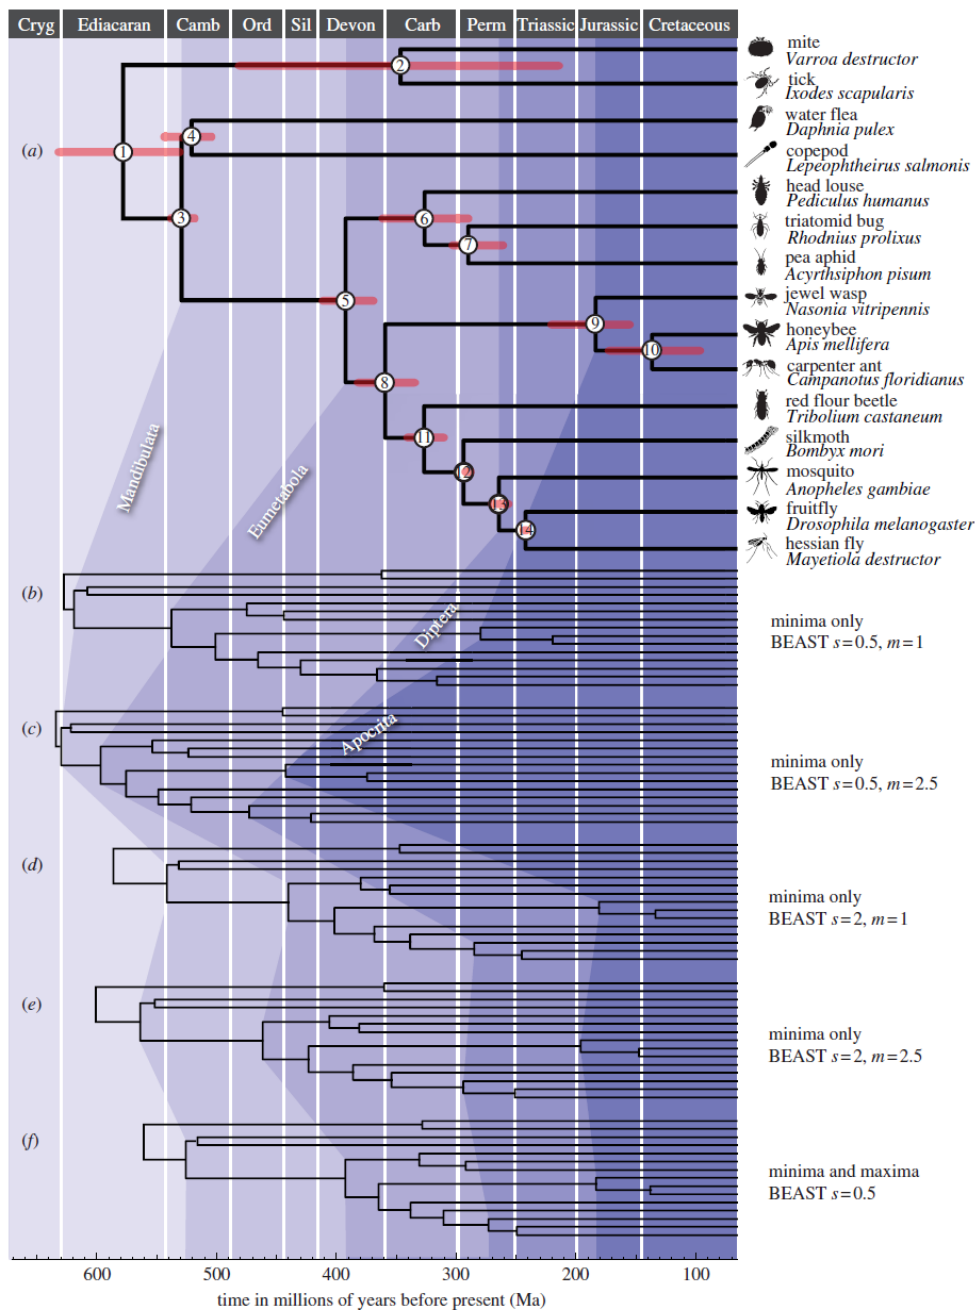 Cryg Ediacaran Camb Ord Sil Devon Carb Perm Triassic Jurassic Cretaceous
mite
Varroa destructor
tick
Ixodes scapularis
water flea
Daphnia pulex
copepod
Lepeophtheirus salmonis
head louse
Pediculus humanus
triatomid bug
Rhodnius prolixus
pea aphid
Acyrthsiphon pisum
jewel wasp
Nasonia vitripennis
honeybee
Apis mellifera
carpenter ant
Campanotus floridianus
red flour beetle
Tribolium castaneum
silkmoth
Bombyx mori
mosquito
Anopheles gambiae
fruitfly
Drosophila melanogaster
hessian fly
Mayetiola destructor
(a)
1
2
3
4
5
6
7
8
9
10
11
12
13
14
Mandibulata
Eumetabola
Diptera
Apocrita
(b)
minima only
BEAST s=0.5, m=1
(c)
minima only
BEAST s=0.5, m=2.5
(d)
minima only
BEAST s=2, m=1
(e)
minima only
BEAST s=2, m=2.5
(f)
minima and maxima
BEAST s=0.5
600 500 400 300 200 100
time in millions of years before present (Ma)